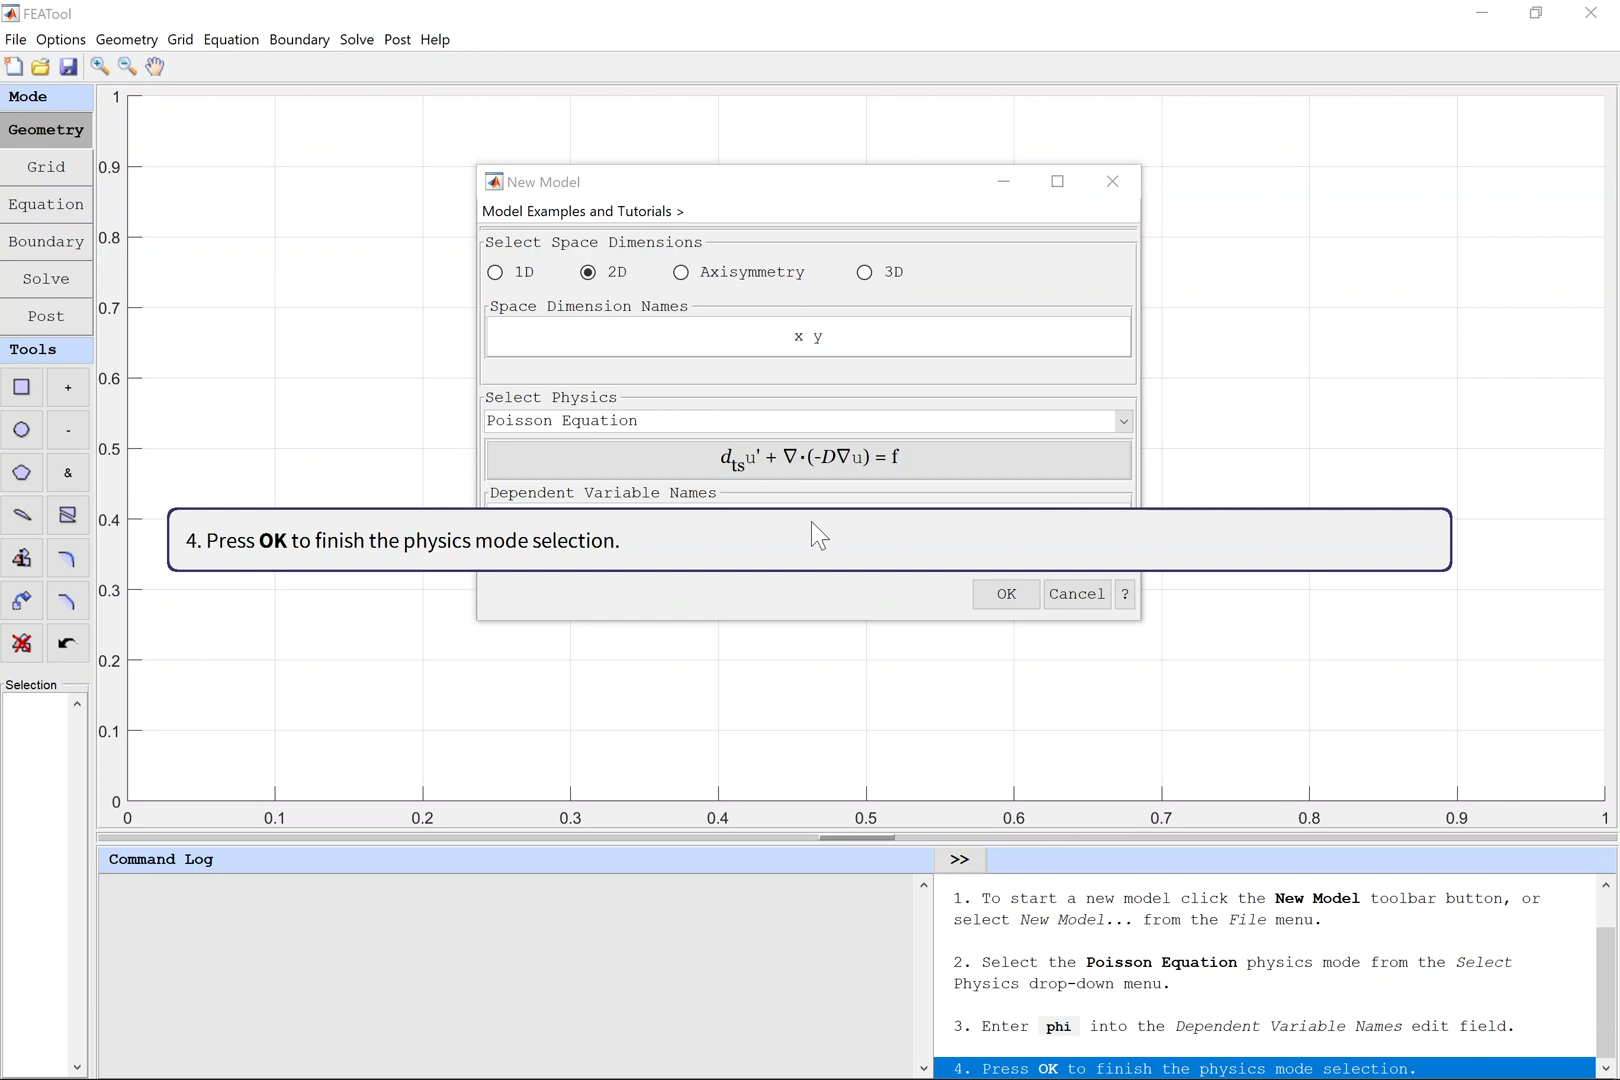 FEATool
File Options Geometry Grid Equation Boundary Solve Post Help
Mode
Geometry
Grid
Equation
Boundary
Solve
Post
Tools
+
-
&
Selection
1
0.9
0.8
0.7
0.6
0.5
0.4
0.3
0.2
0.1
0
0 0.1 0.2 0.3 0.4 0.5 0.6 0.7 0.8 0.9 1
New Model
Model Examples and Tutorials >
Select Space Dimensions
1D 2D Axisymmetry 3D
Space Dimension Names
x y
Select Physics
Poisson Equation
d_ts u' + ∇·(-D∇u) = f
Dependent Variable Names
4. Press OK to finish the physics mode selection.
OK Cancel ?
Command Log
>>
1. To start a new model click the New Model toolbar button, or
select New Model... from the File menu.
2. Select the Poisson Equation physics mode from the Select
Physics drop-down menu.
3. Enter phi into the Dependent Variable Names edit field.
4. Press OK to finish the physics mode selection.